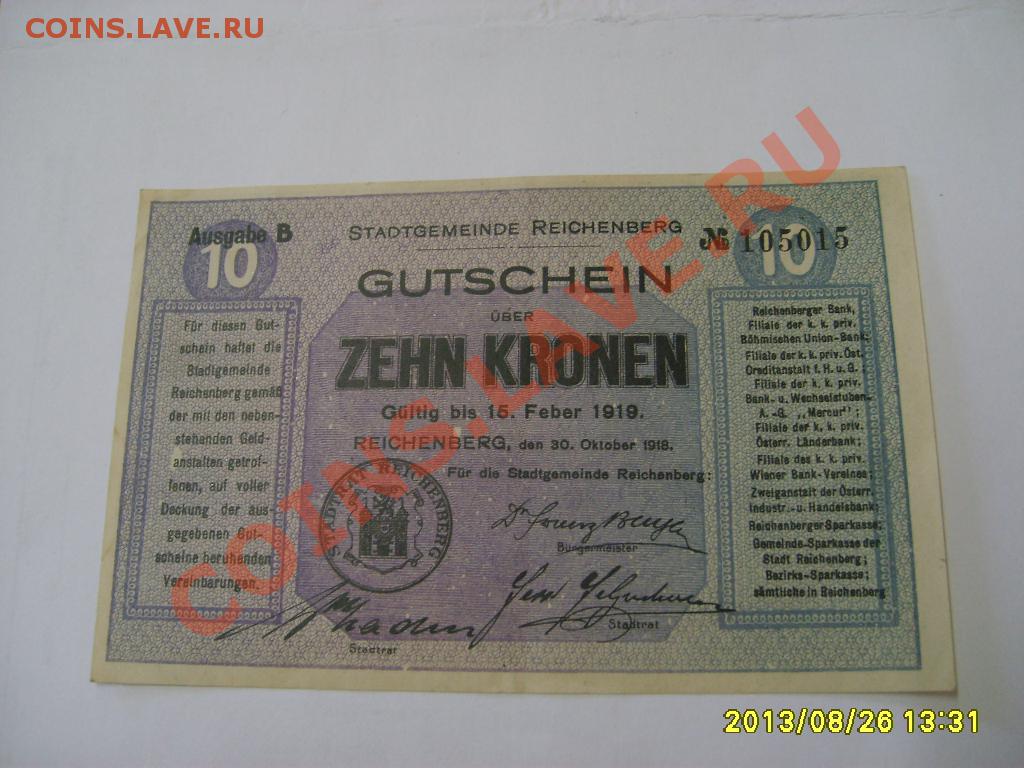 COINS.LAVE.RU
Ausgabe B
10
STADTGEMEINDE REICHENBERG
№ 105015
10
GUTSCHEIN
ÜBER
ZEHN KRONEN
Gültig bis 15. Feber 1919.
REICHENBERG, den 30. Oktober 1918.
Für die Stadtgemeinde Reichenberg:
Für diesen Gut-
schein haftet die
Stadtgemeinde
Reichenberg gemäß
der mit den neben-
stehenden Geld-
anstalten getrof-
fenen, auf voller
Deckung der aus-
gegebenen Gut-
scheine beruhenden
Vereinbarungen.
STADTRAT REICHENBERG
Bürgermeister
Stadtrat
Stadtrat
Reichenberger Bank,
Filiale der k. k. priv.
Böhmischen Union-Bank;
Filiale der k. k. priv. Öst.
Creditanstalt f. H. u. G.;
Filiale der k. k. priv.
Bank- u. Wechselstuben-
A.-G. „Mercur";
Filiale der k. k. priv.
Österr. Länderbank;
Filiale des k. k. priv.
Wiener Bank-Vereines;
Zweiganstalt der Österr.
Industr.- u. Handelsbank;
Reichenberger Sparkasse;
Gemeinde-Sparkasse der
Stadt Reichenberg;
Bezirks-Sparkasse;
sämtliche in Reichenberg
COINS.LAVE.RU
2013/08/26 13:31